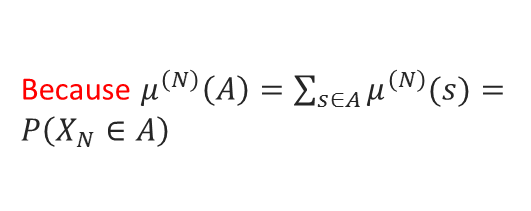 Because μ^(N)(A) = ∑_{s∈A} μ^(N)(s) =
P(X_N ∈ A)